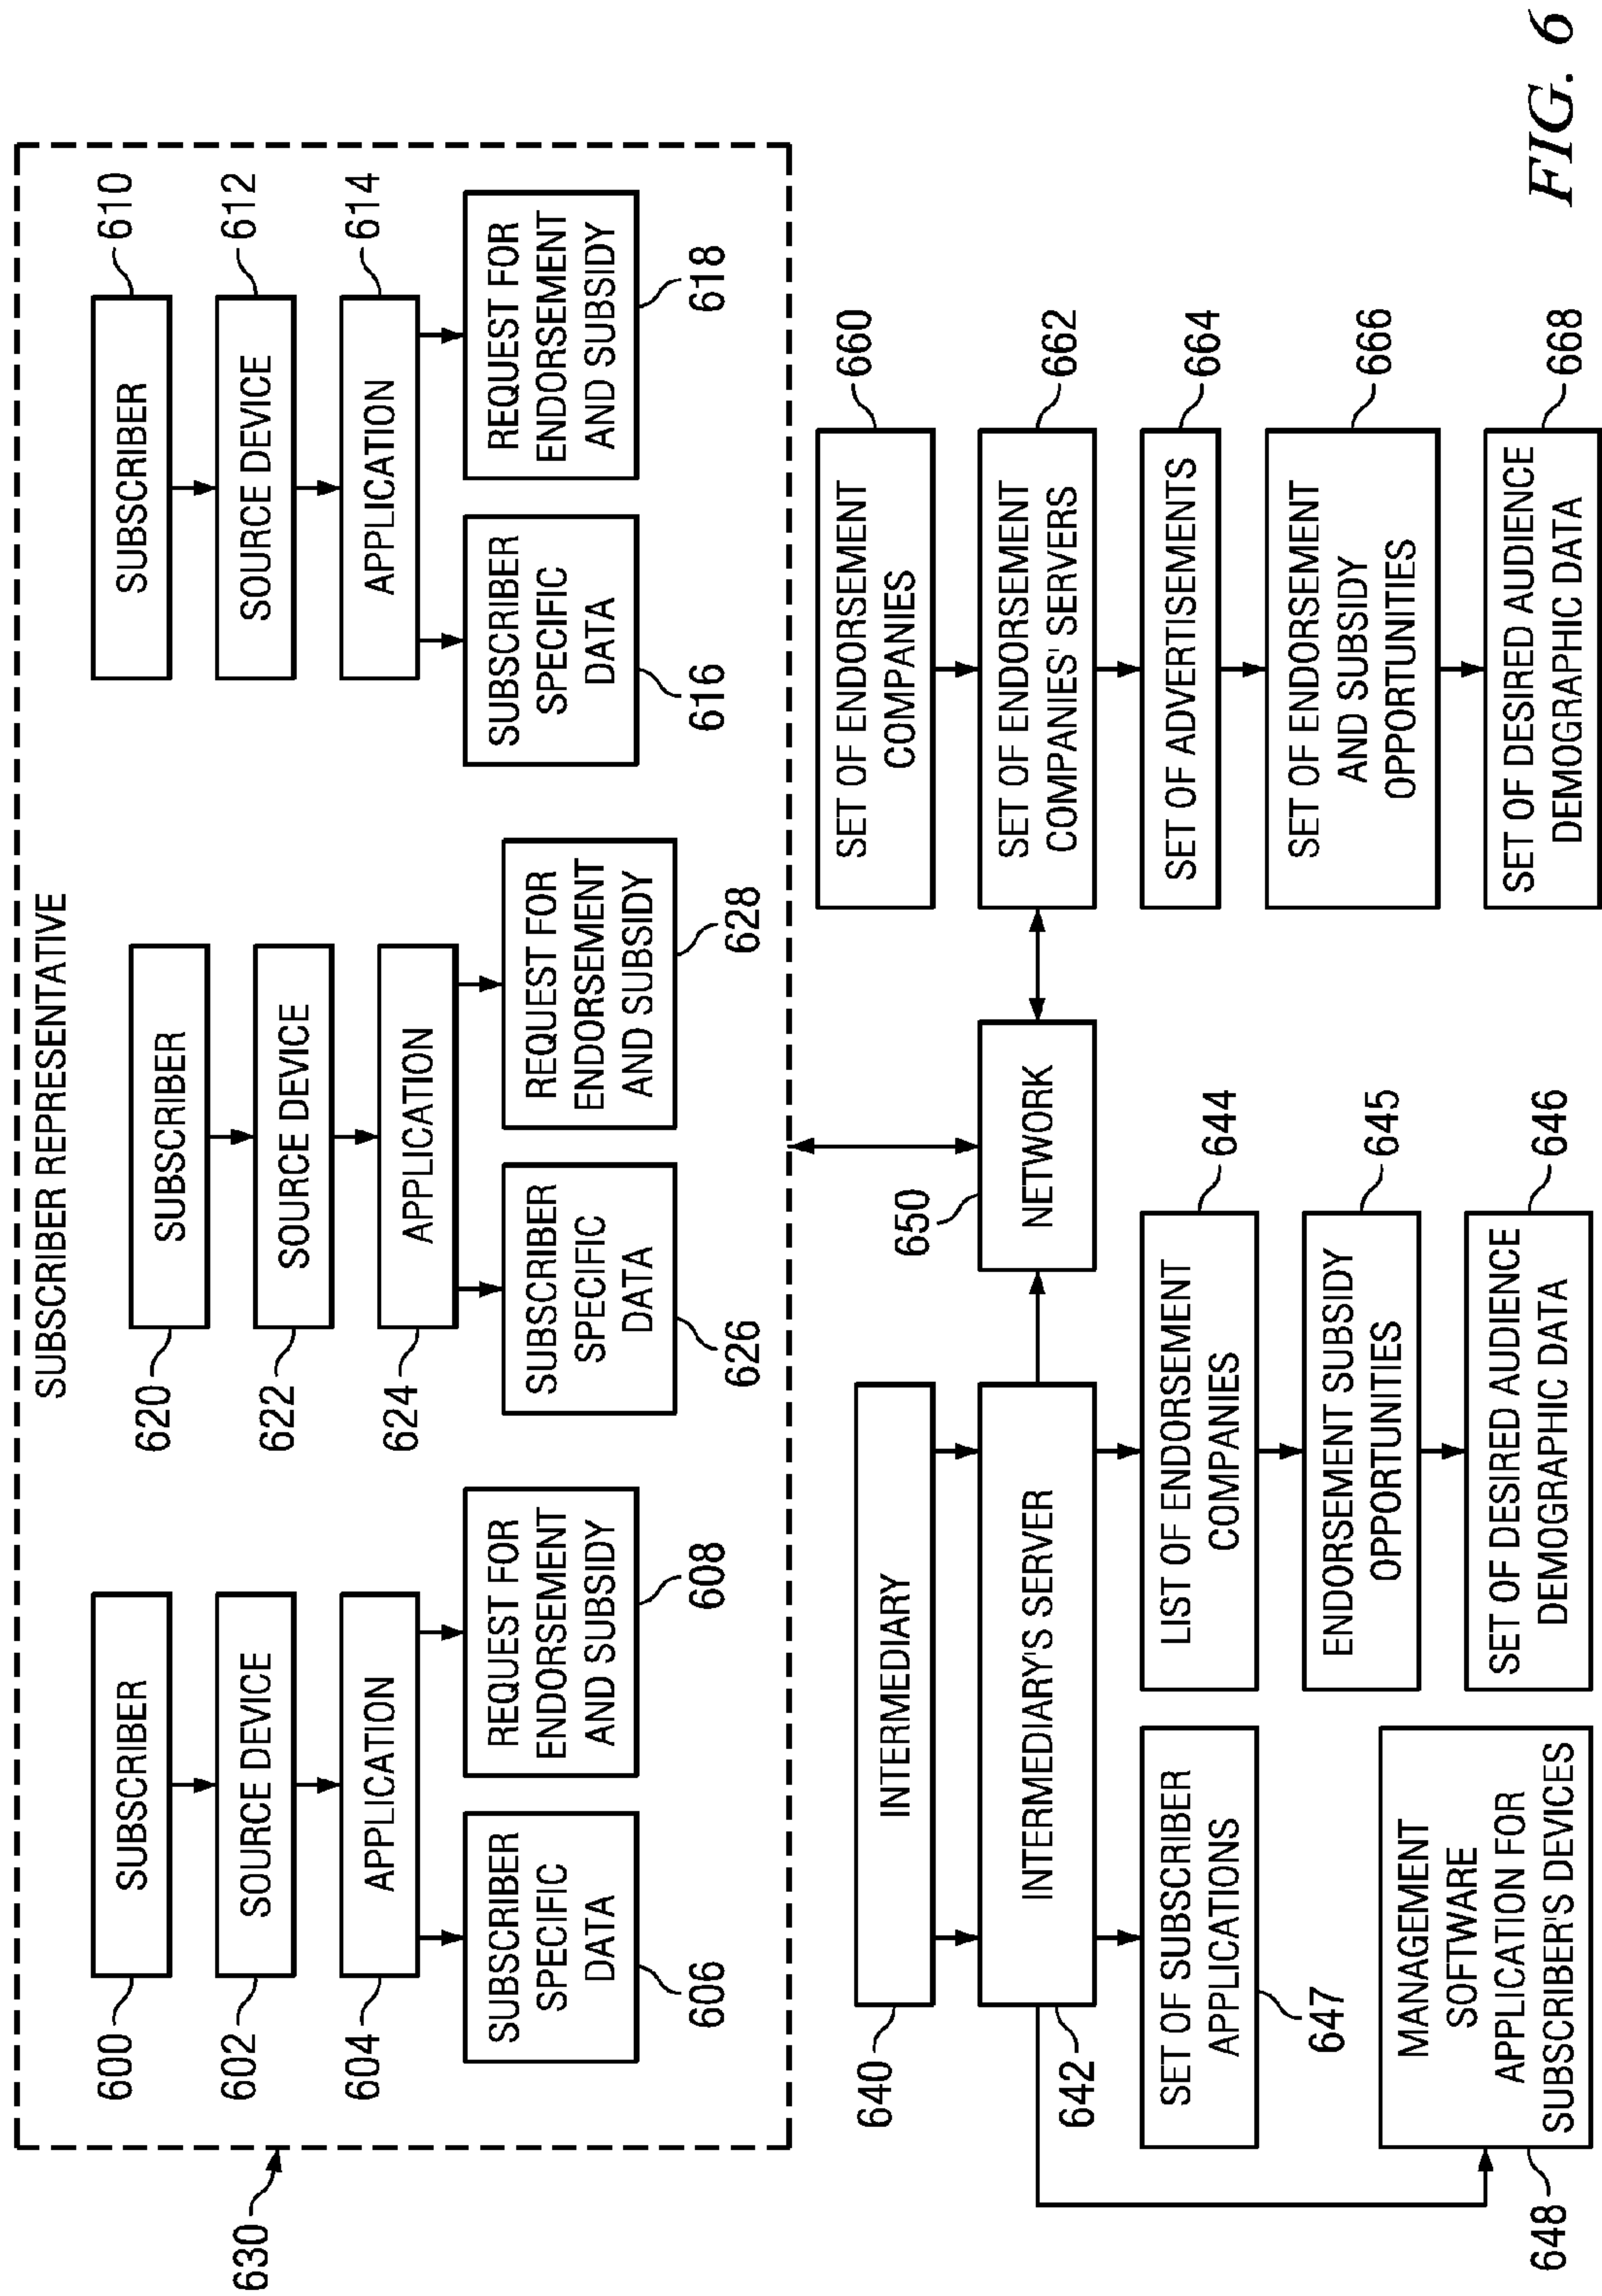 SUBSCRIBER REPRESENTATIVE
630
600
SUBSCRIBER
602
SOURCE DEVICE
604
APPLICATION
SUBSCRIBER
SPECIFIC
DATA
606
REQUEST FOR
ENDORSEMENT
AND SUBSIDY
608
620
SUBSCRIBER
622
SOURCE DEVICE
624
APPLICATION
SUBSCRIBER
SPECIFIC
DATA
626
REQUEST FOR
ENDORSEMENT
AND SUBSIDY
628
SUBSCRIBER
610
SOURCE DEVICE
612
APPLICATION
614
SUBSCRIBER
SPECIFIC
DATA
616
REQUEST FOR
ENDORSEMENT
AND SUBSIDY
618
640
INTERMEDIARY
642
INTERMEDIARY'S SERVER
SET OF SUBSCRIBER
APPLICATIONS
647
MANAGEMENT
SOFTWARE
APPLICATION FOR
SUBSCRIBER'S DEVICES
648
LIST OF ENDORSEMENT
COMPANIES
644
ENDORSEMENT SUBSIDY
OPPORTUNITIES
645
SET OF DESIRED AUDIENCE
DEMOGRAPHIC DATA
646
650
NETWORK
SET OF ENDORSEMENT
COMPANIES
660
SET OF ENDORSEMENT
COMPANIES' SERVERS
662
SET OF ADVERTISEMENTS
664
SET OF ENDORSEMENT
AND SUBSIDY
OPPORTUNITIES
666
SET OF DESIRED AUDIENCE
DEMOGRAPHIC DATA
668
FIG. 6